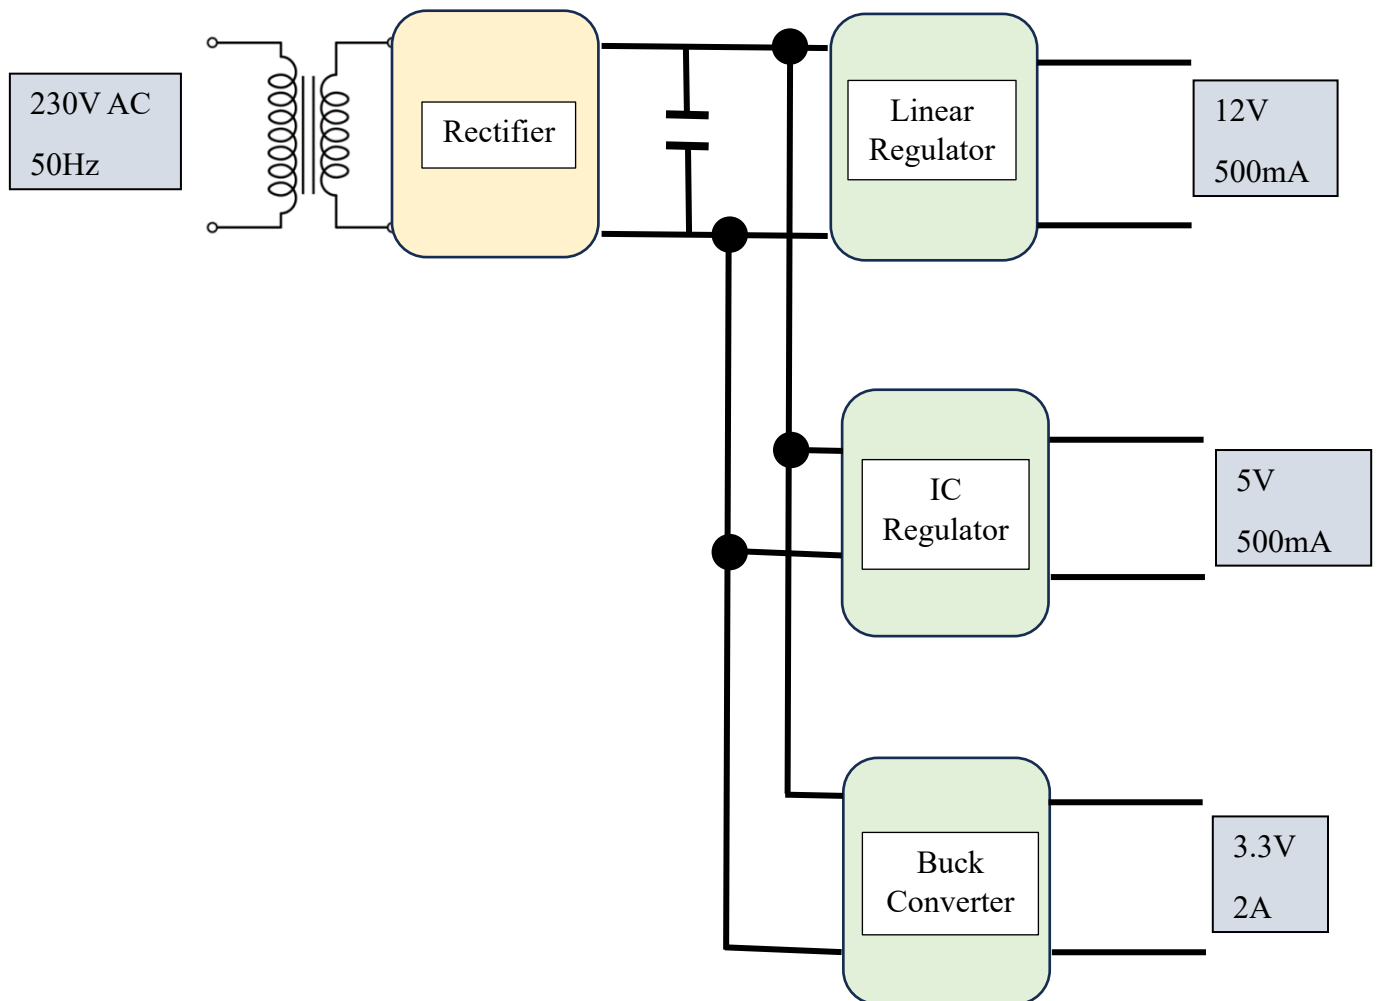 230V AC
50Hz
Rectifier
Linear
Regulator
12V
500mA
IC
Regulator
5V
500mA
Buck
Converter
3.3V
2A